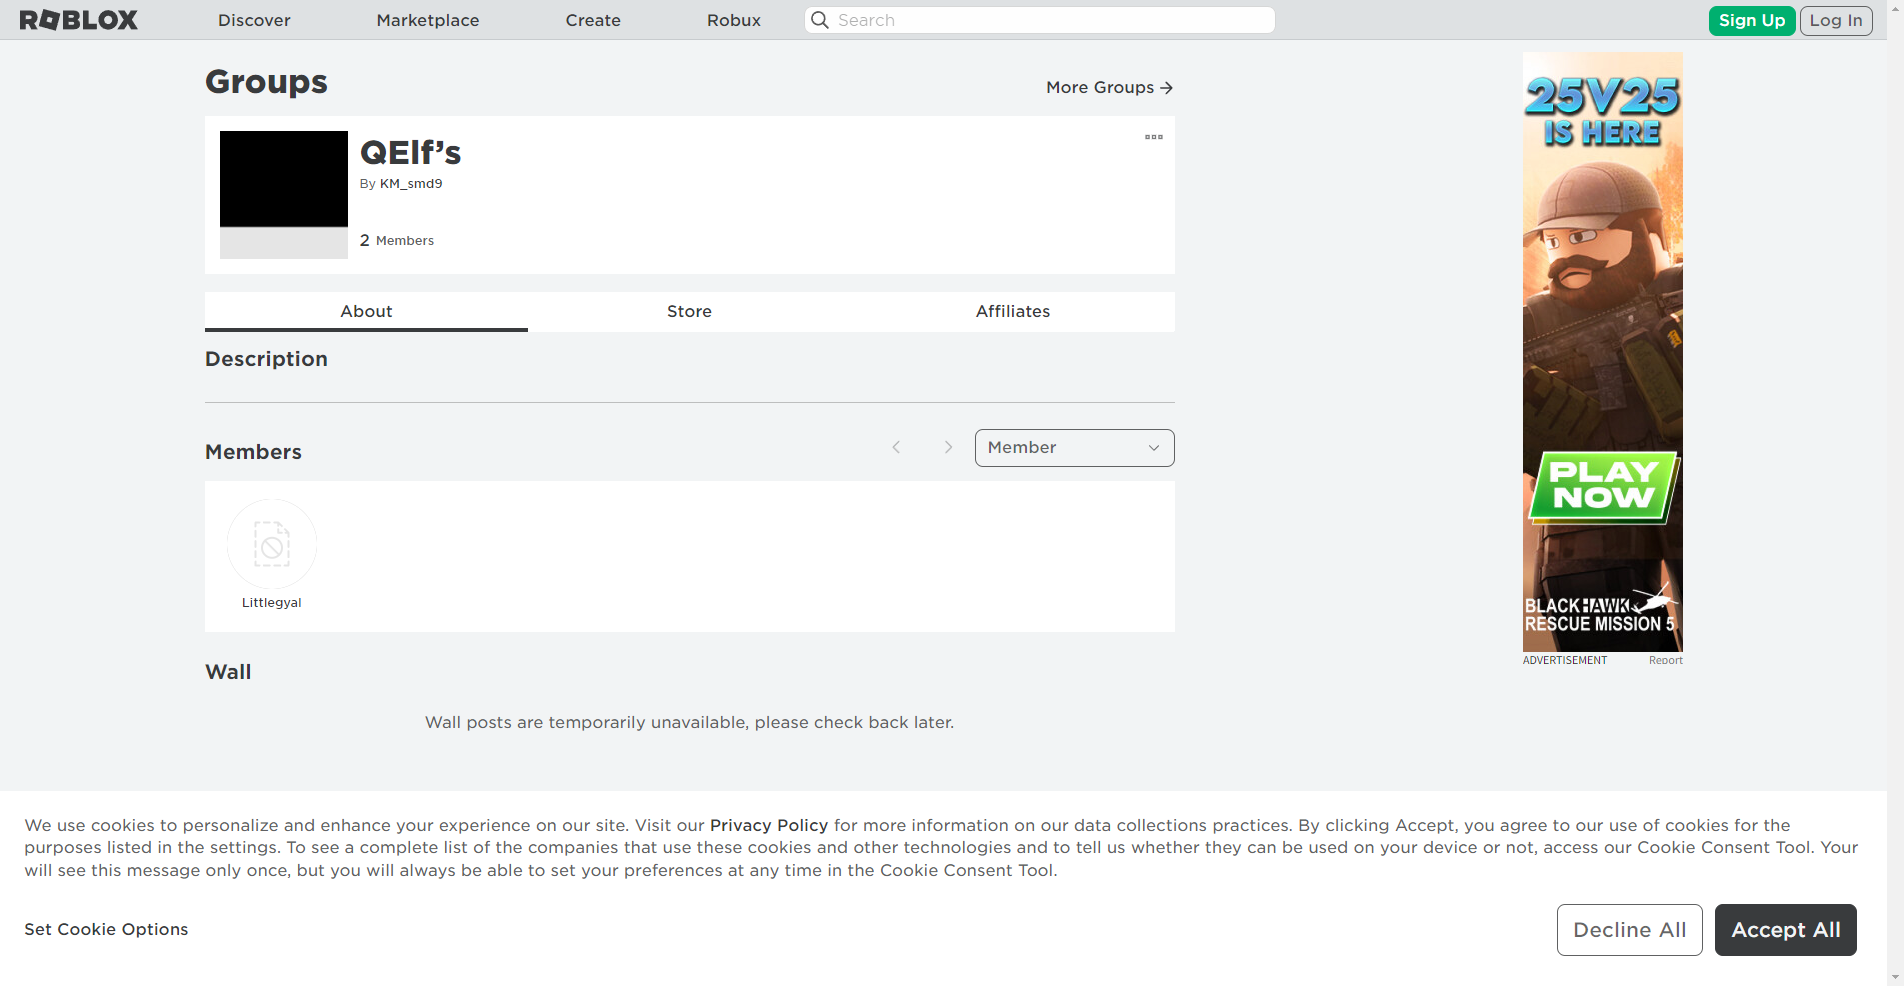 ROBLOX
Discover
Marketplace
Create
Robux
Search
Sign Up
Log In
Groups
More Groups
QElf’s
By KM_smd9
2 Members
About
Store
Affiliates
Description
Members
Member
Littlegyal
Wall
Wall posts are temporarily unavailable, please check back later.
25V25
IS HERE
PLAY
NOW
BLACK HAWK
RESCUE MISSION 5
ADVERTISEMENT
Report
We use cookies to personalize and enhance your experience on our site. Visit our Privacy Policy for more information on our data collections practices. By clicking Accept, you agree to our use of cookies for the
purposes listed in the settings. To see a complete list of the companies that use these cookies and other technologies and to tell us whether they can be used on your device or not, access our Cookie Consent Tool. Your
will see this message only once, but you will always be able to set your preferences at any time in the Cookie Consent Tool.
Set Cookie Options
Decline All
Accept All